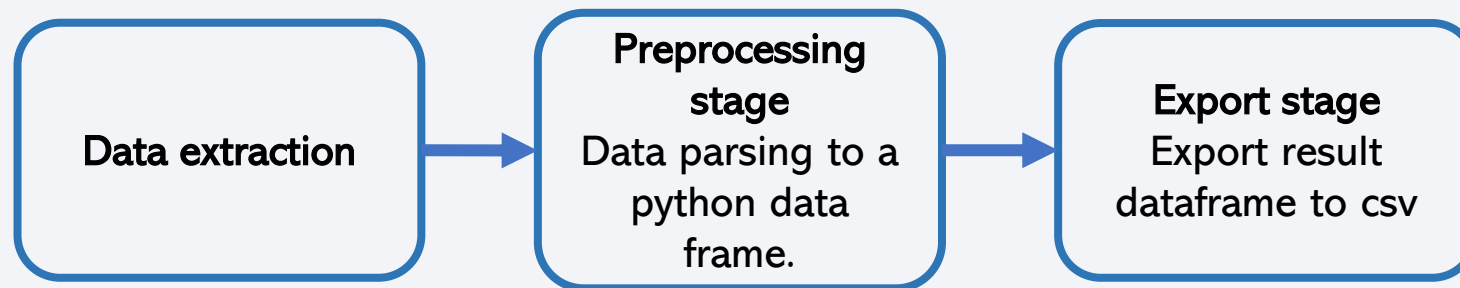 Data extraction
Preprocessing
stage
Data parsing to a
python data
frame.
Export stage
Export result
dataframe to csv